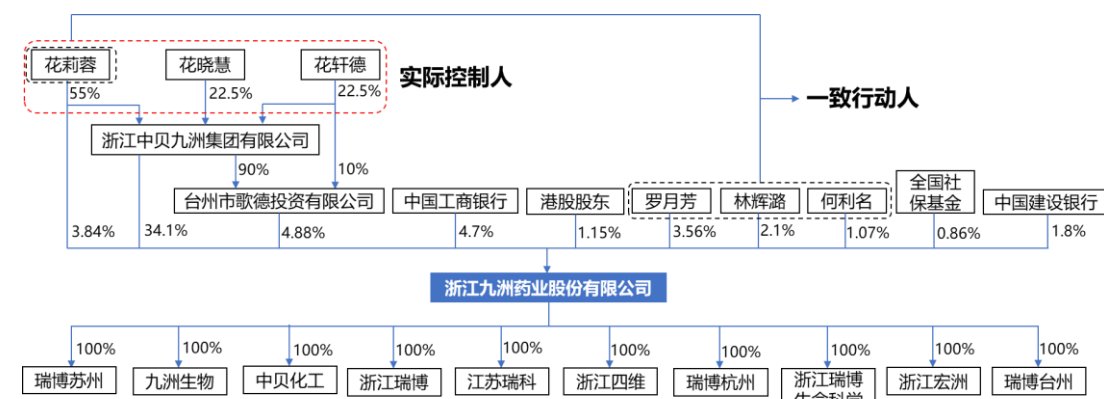 花莉蓉
花晓慧
花轩德
实际控制人
55%
22.5%
22.5%
一致行动人
浙江中贝九洲集团有限公司
90%
10%
台州市歌德投资有限公司
中国工商银行
港股股东
罗月芳
林辉潞
何利名
全国社
保基金
中国建设银行
3.84%
34.1%
4.88%
4.7%
1.15%
3.56%
2.1%
1.07%
0.86%
1.8%
浙江九洲药业股份有限公司
100%
100%
100%
100%
100%
100%
100%
100%
100%
100%
瑞博苏州
九洲生物
中贝化工
浙江瑞博
江苏瑞科
浙江四维
瑞博杭州
浙江瑞博
生命科学
浙江宏洲
瑞博台州